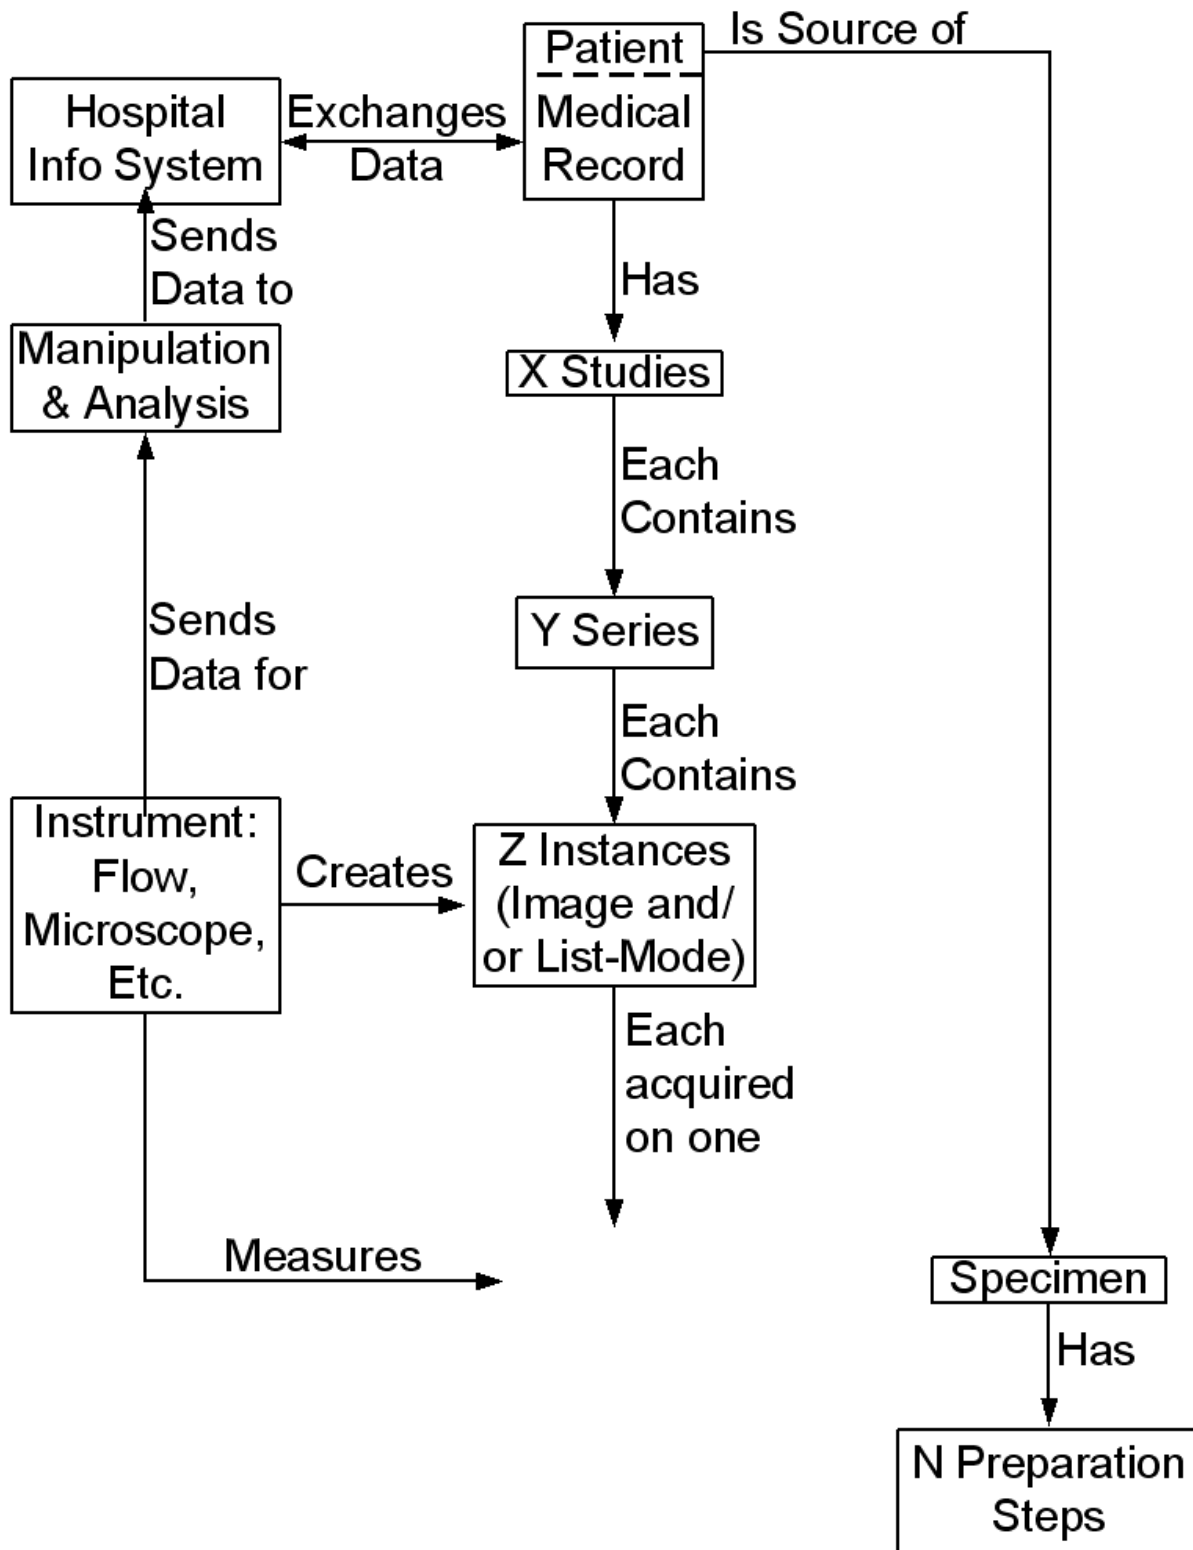 Is Source of
Patient
Medical
Record
Hospital
Info System
Exchanges
Data
Sends
Data to
Has
Manipulation
& Analysis
X Studies
Each
Contains
Sends
Data for
Y Series
Each
Contains
Instrument:
Flow,
Microscope,
Etc.
Creates
Z Instances
(Image and/
or List-Mode)
Each
acquired
on one
Measures
Specimen
Has
N Preparation
Steps